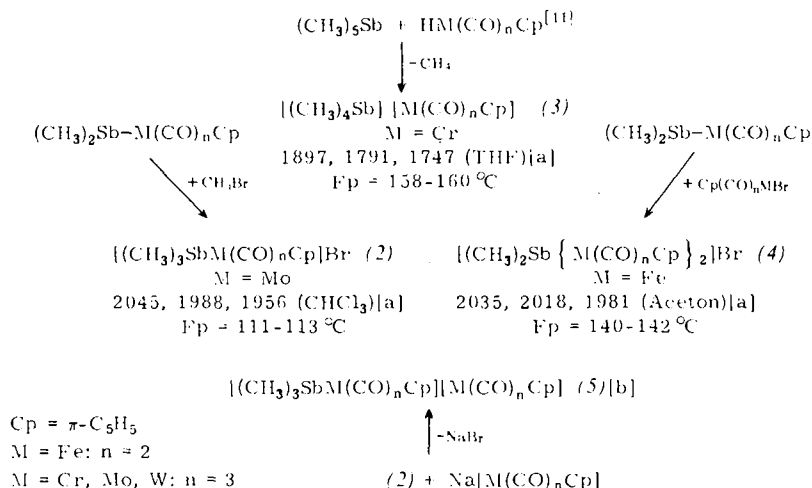 (CH₃)₅Sb + HM(CO)ₙCp[11]
−CH₄
[(CH₃)₄Sb] [M(CO)ₙCp] (3)
M = Cr
1897, 1791, 1747 (THF)[a]
Fp = 158-160 °C
(CH₃)₂Sb−M(CO)ₙCp
+CH₃Br
(CH₃)₂Sb−M(CO)ₙCp
+ Cp(CO)ₙMBr
[(CH₃)₃SbM(CO)ₙCp]Br (2)
M = Mo
2045, 1988, 1956 (CHCl₃)[a]
Fp = 111-113 °C
[(CH₃)₂Sb { M(CO)ₙCp }₂]Br (4)
M = Fe
2035, 2018, 1981 (Aceton)[a]
Fp = 140-142 °C
[(CH₃)₃SbM(CO)ₙCp][M(CO)ₙCp] (5)[b]
−NaBr
(2) + Na[M(CO)ₙCp]
Cp = π-C₅H₅
M = Fe: n = 2
M = Cr, Mo, W: n = 3